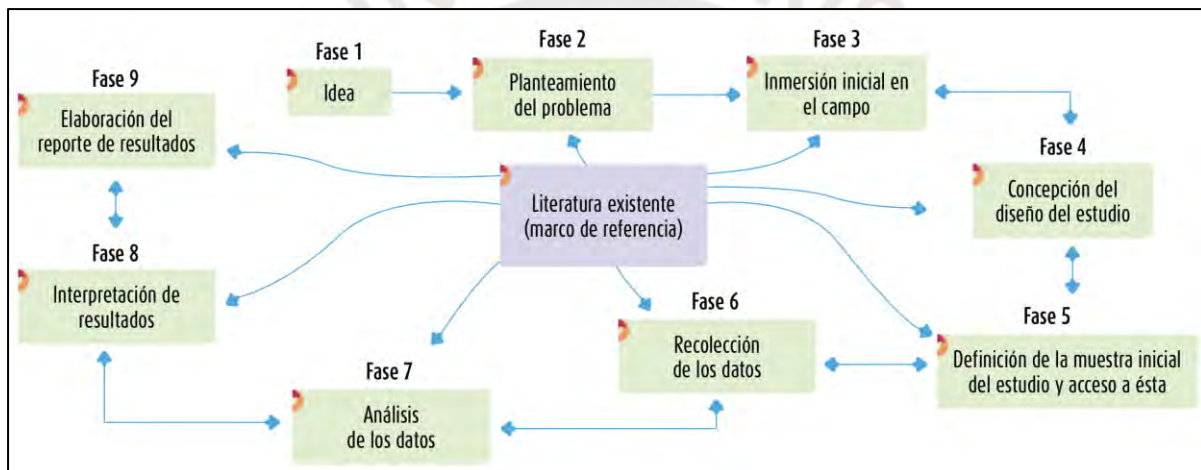 Fase 1
Idea
Fase 2
Planteamiento
del problema
Fase 3
Inmersión inicial en
el campo
Fase 4
Concepción del
diseño del estudio
Fase 5
Definición de la muestra inicial
del estudio y acceso a ésta
Fase 6
Recolección
de los datos
Fase 7
Análisis
de los datos
Fase 8
Interpretación de
resultados
Fase 9
Elaboración del
reporte de resultados
Literatura existente
(marco de referencia)